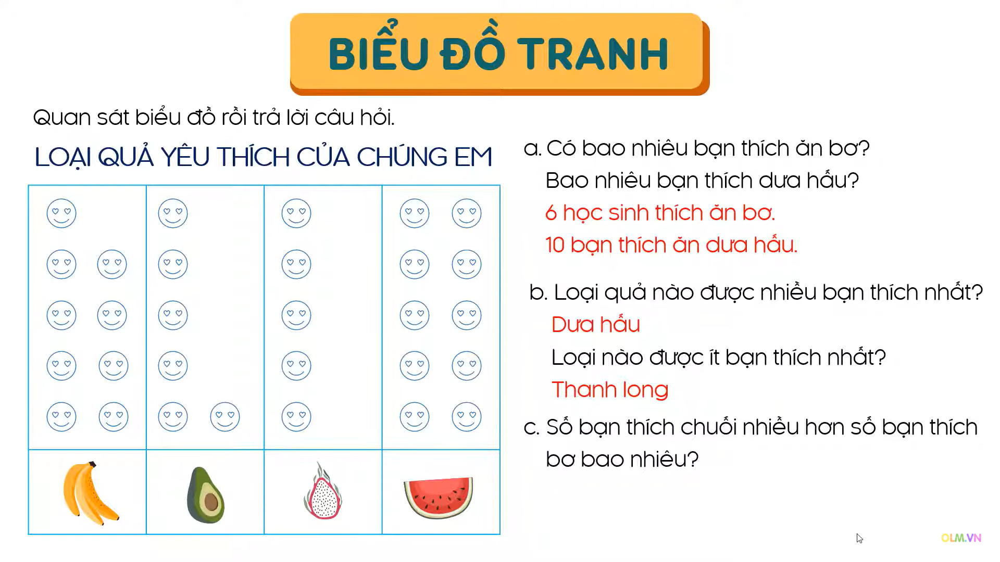 BIỂU ĐỒ TRANH
Quan sát biểu đồ rồi trả lời câu hỏi.
LOẠI QUẢ YÊU THÍCH CỦA CHÚNG EM
a. Có bao nhiêu bạn thích ăn bơ?
Bao nhiêu bạn thích dưa hấu?
6 học sinh thích ăn bơ.
10 bạn thích ăn dưa hấu.
b. Loại quả nào được nhiều bạn thích nhất?
Dưa hấu
Loại nào được ít bạn thích nhất?
Thanh long
c. Số bạn thích chuối nhiều hơn số bạn thích
bơ bao nhiêu?
OLM.VN